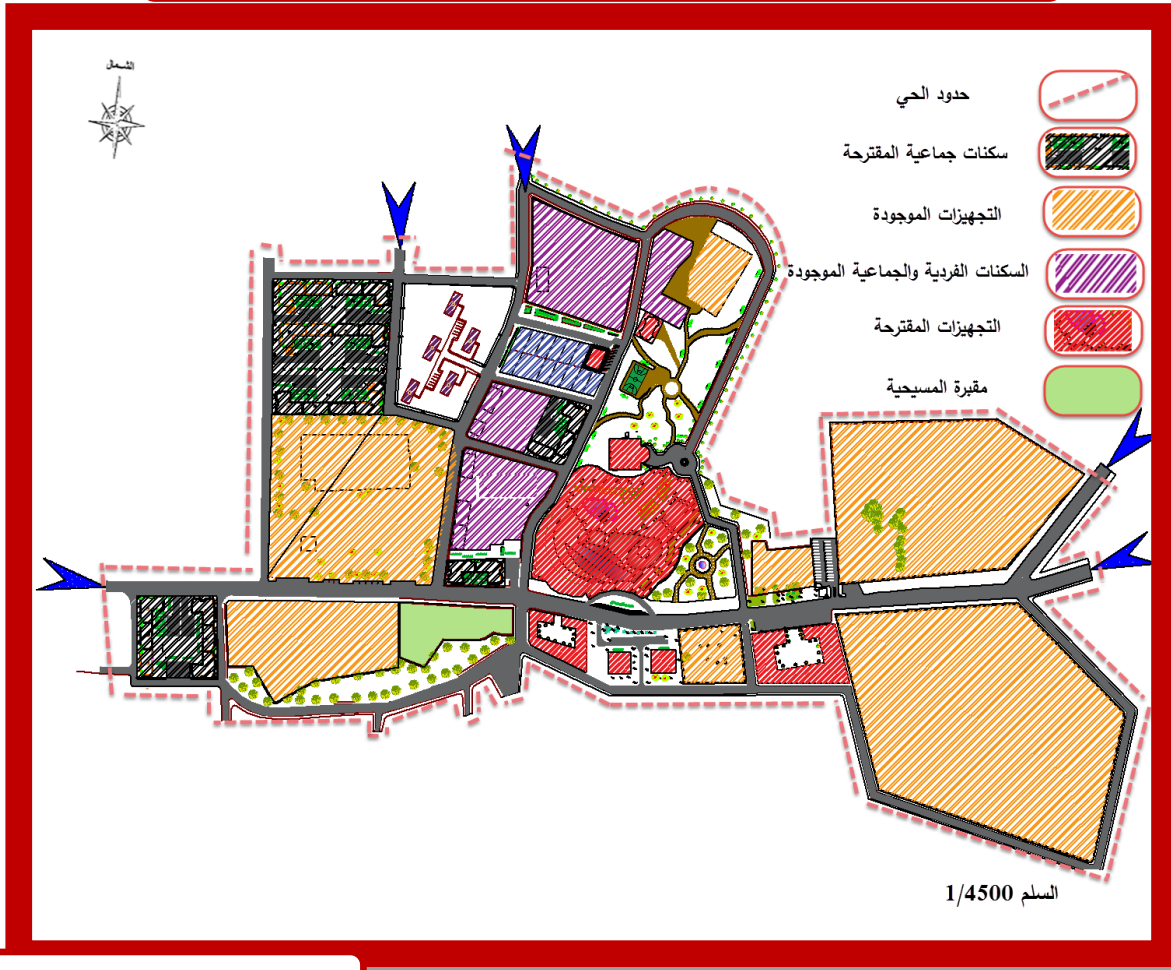 الشمال
حدود الحي
سكنات جماعية المقترحة
التجهيزات الموجودة
السكنات الفردية والجماعية الموجودة
التجهيزات المقترحة
مقبرة المسيحية
السلم 1/4500